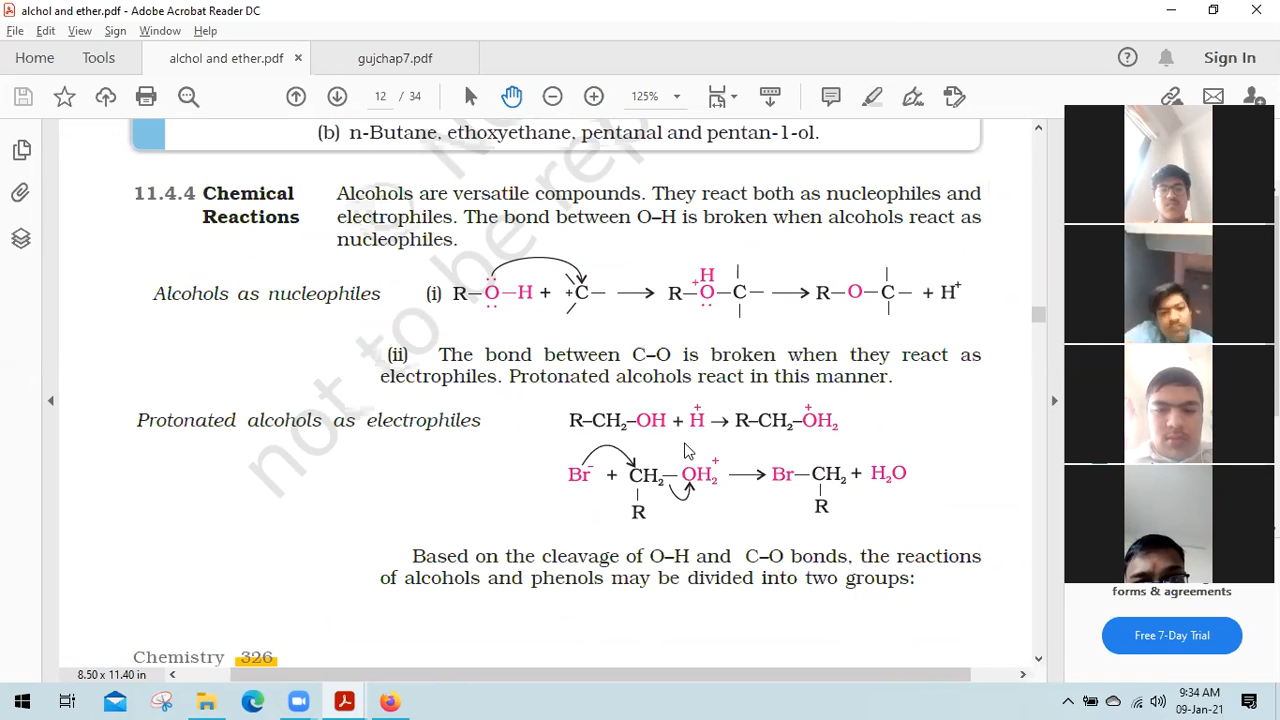 alchol and ether.pdf - Adobe Acrobat Reader DC
File Edit View Sign Window Help
Home Tools alchol and ether.pdf × gujchap7.pdf Sign In
12 / 34 125%
(b) n-Butane, ethoxyethane, pentanal and pentan-1-ol.
11.4.4 Chemical Reactions
Alcohols are versatile compounds. They react both as nucleophiles and
electrophiles. The bond between O–H is broken when alcohols react as
nucleophiles.
Alcohols as nucleophiles (i) R–O–H + +C– → R–O+(H)–C– → R–O–C– + H+
(ii) The bond between C–O is broken when they react as
electrophiles. Protonated alcohols react in this manner.
Protonated alcohols as electrophiles R–CH2–OH + H+ → R–CH2–O+H2
Br− + CH2–OH2+ → Br–CH2 + H2O
R R
Based on the cleavage of O–H and C–O bonds, the reactions
of alcohols and phenols may be divided into two groups:
Chemistry 326
8.50 x 11.40 in
not to be rep
forms & agreements
Free 7-Day Trial
9:34 AM
09-Jan-21